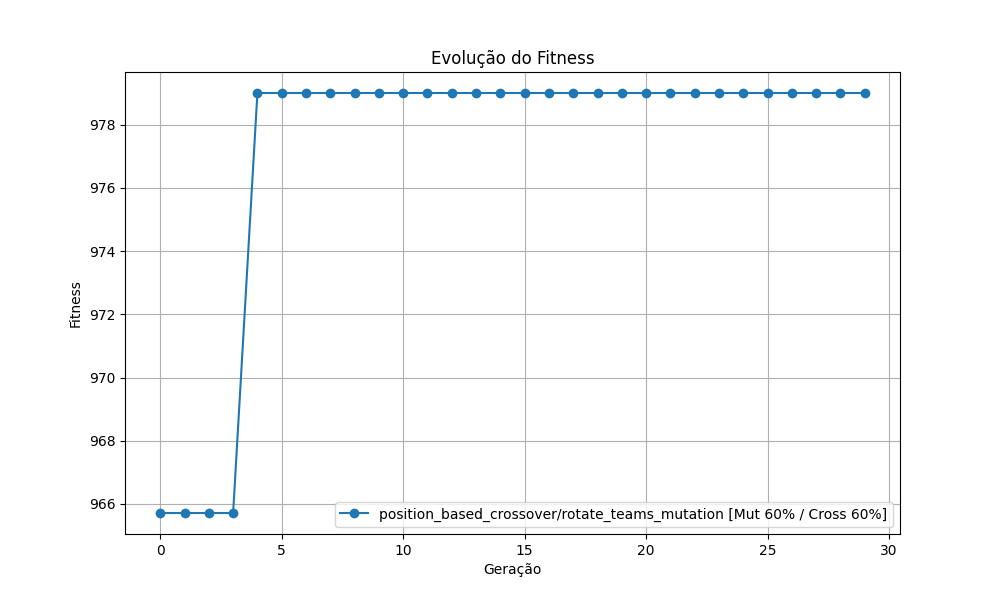 Evolução do Fitness
Fitness
978
976
974
972
970
968
966
position_based_crossover/rotate_teams_mutation [Mut 60% / Cross 60%]
0 5 10 15 20 25 30
Geração